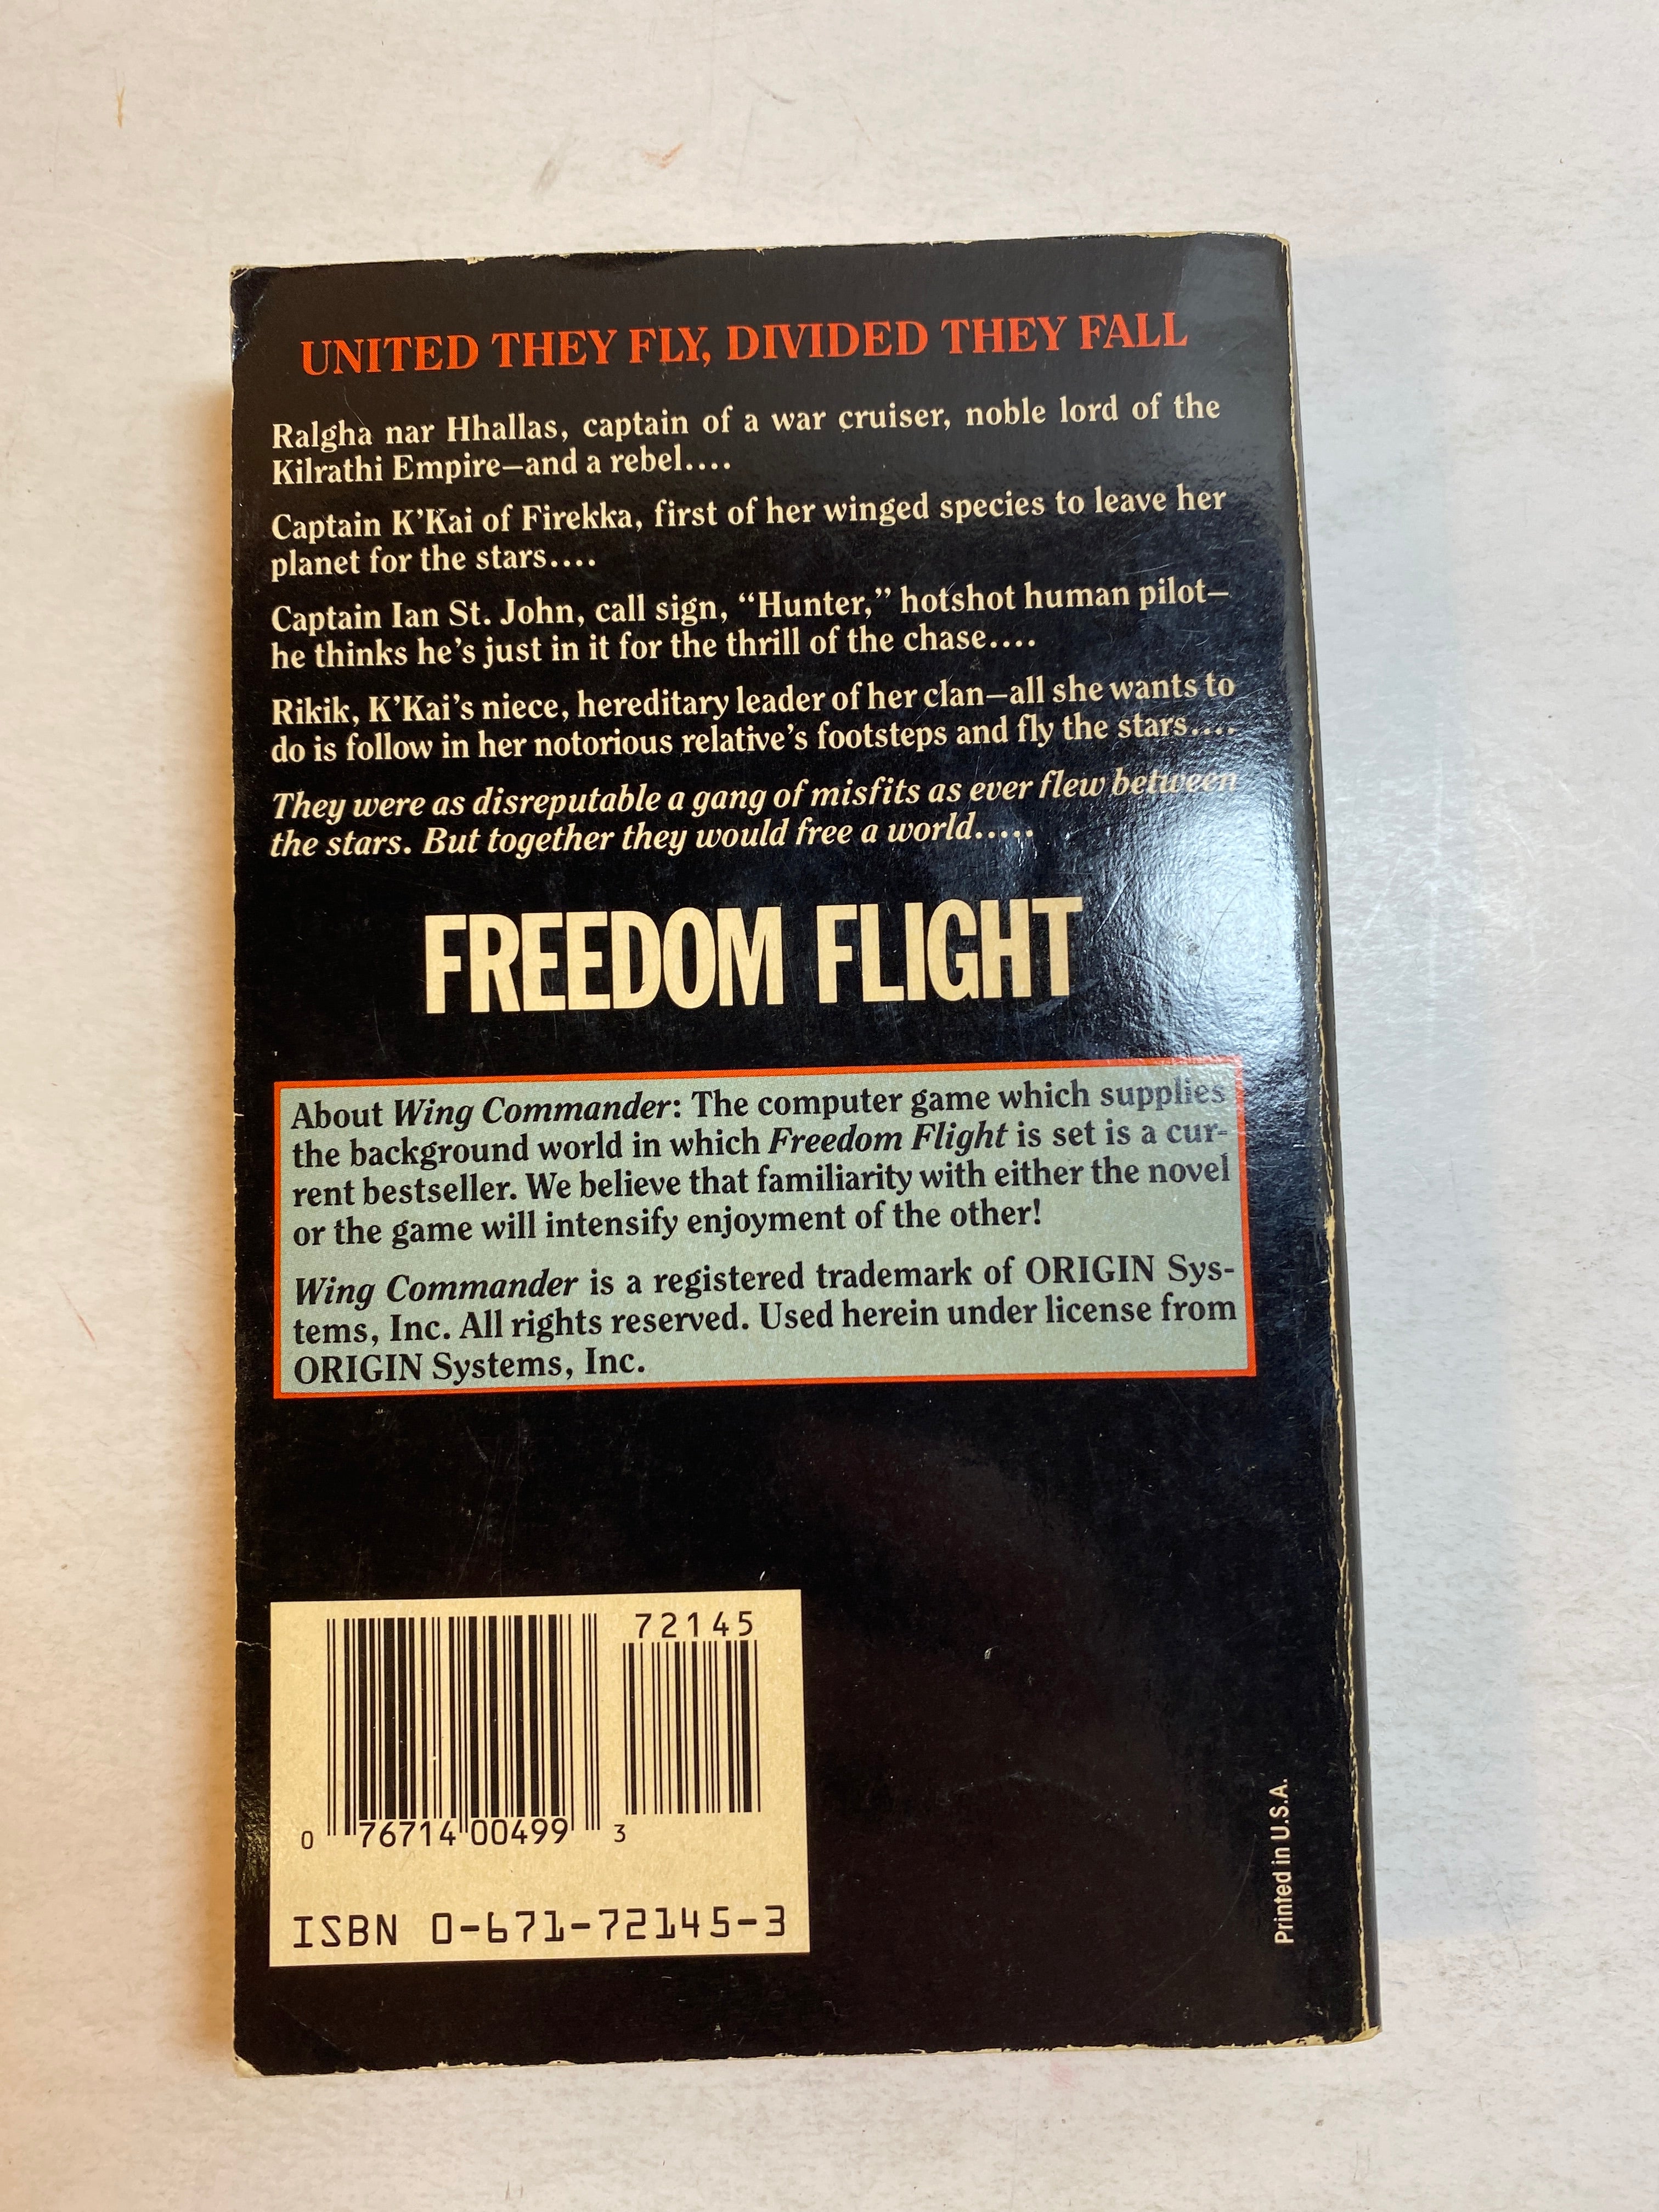 UNITED THEY FLY, DIVIDED THEY FALL
Ralgha nar Hhallas, captain of a war cruiser, noble lord of the
Kilrathi Empire—and a rebel....
Captain K'Kai of Firekka, first of her winged species to leave her
planet for the stars....
Captain Ian St. John, call sign, “Hunter,” hotshot human pilot—
he thinks he's just in it for the thrill of the chase....
Rikik, K'Kai's niece, hereditary leader of her clan—all she wants to
do is follow in her notorious relative's footsteps and fly the stars....
They were as disreputable a gang of misfits as ever flew between
the stars. But together they would free a world.....
FREEDOM FLIGHT
About Wing Commander: The computer game which supplies
the background world in which Freedom Flight is set is a cur-
rent bestseller. We believe that familiarity with either the novel
or the game will intensify enjoyment of the other!
Wing Commander is a registered trademark of ORIGIN Sys-
tems, Inc. All rights reserved. Used herein under license from
ORIGIN Systems, Inc.
72145
0 76714 00499 3
ISBN 0-671-72145-3
Printed in U.S.A.